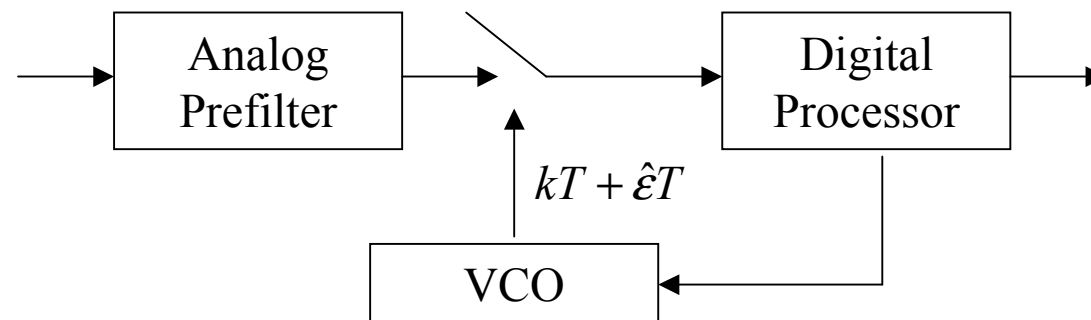 Analog
Prefilter
Digital
Processor
kT + ε̂T
VCO